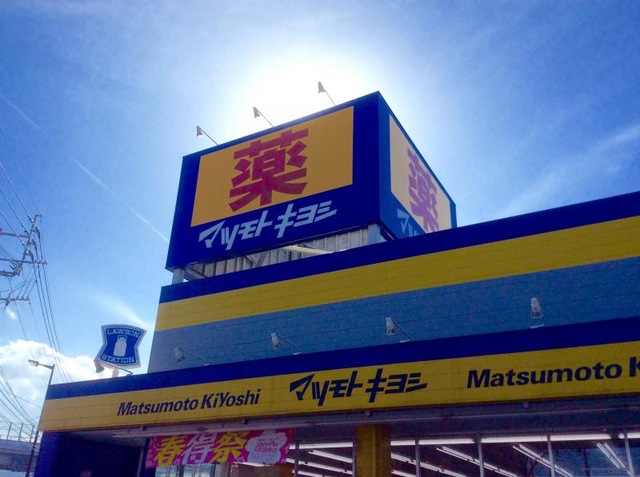 薬
マツモトキヨシ
薬
LAWSON
STATION
Matsumoto KiYoshi
マツモトキヨシ
Matsumoto K
春得祭